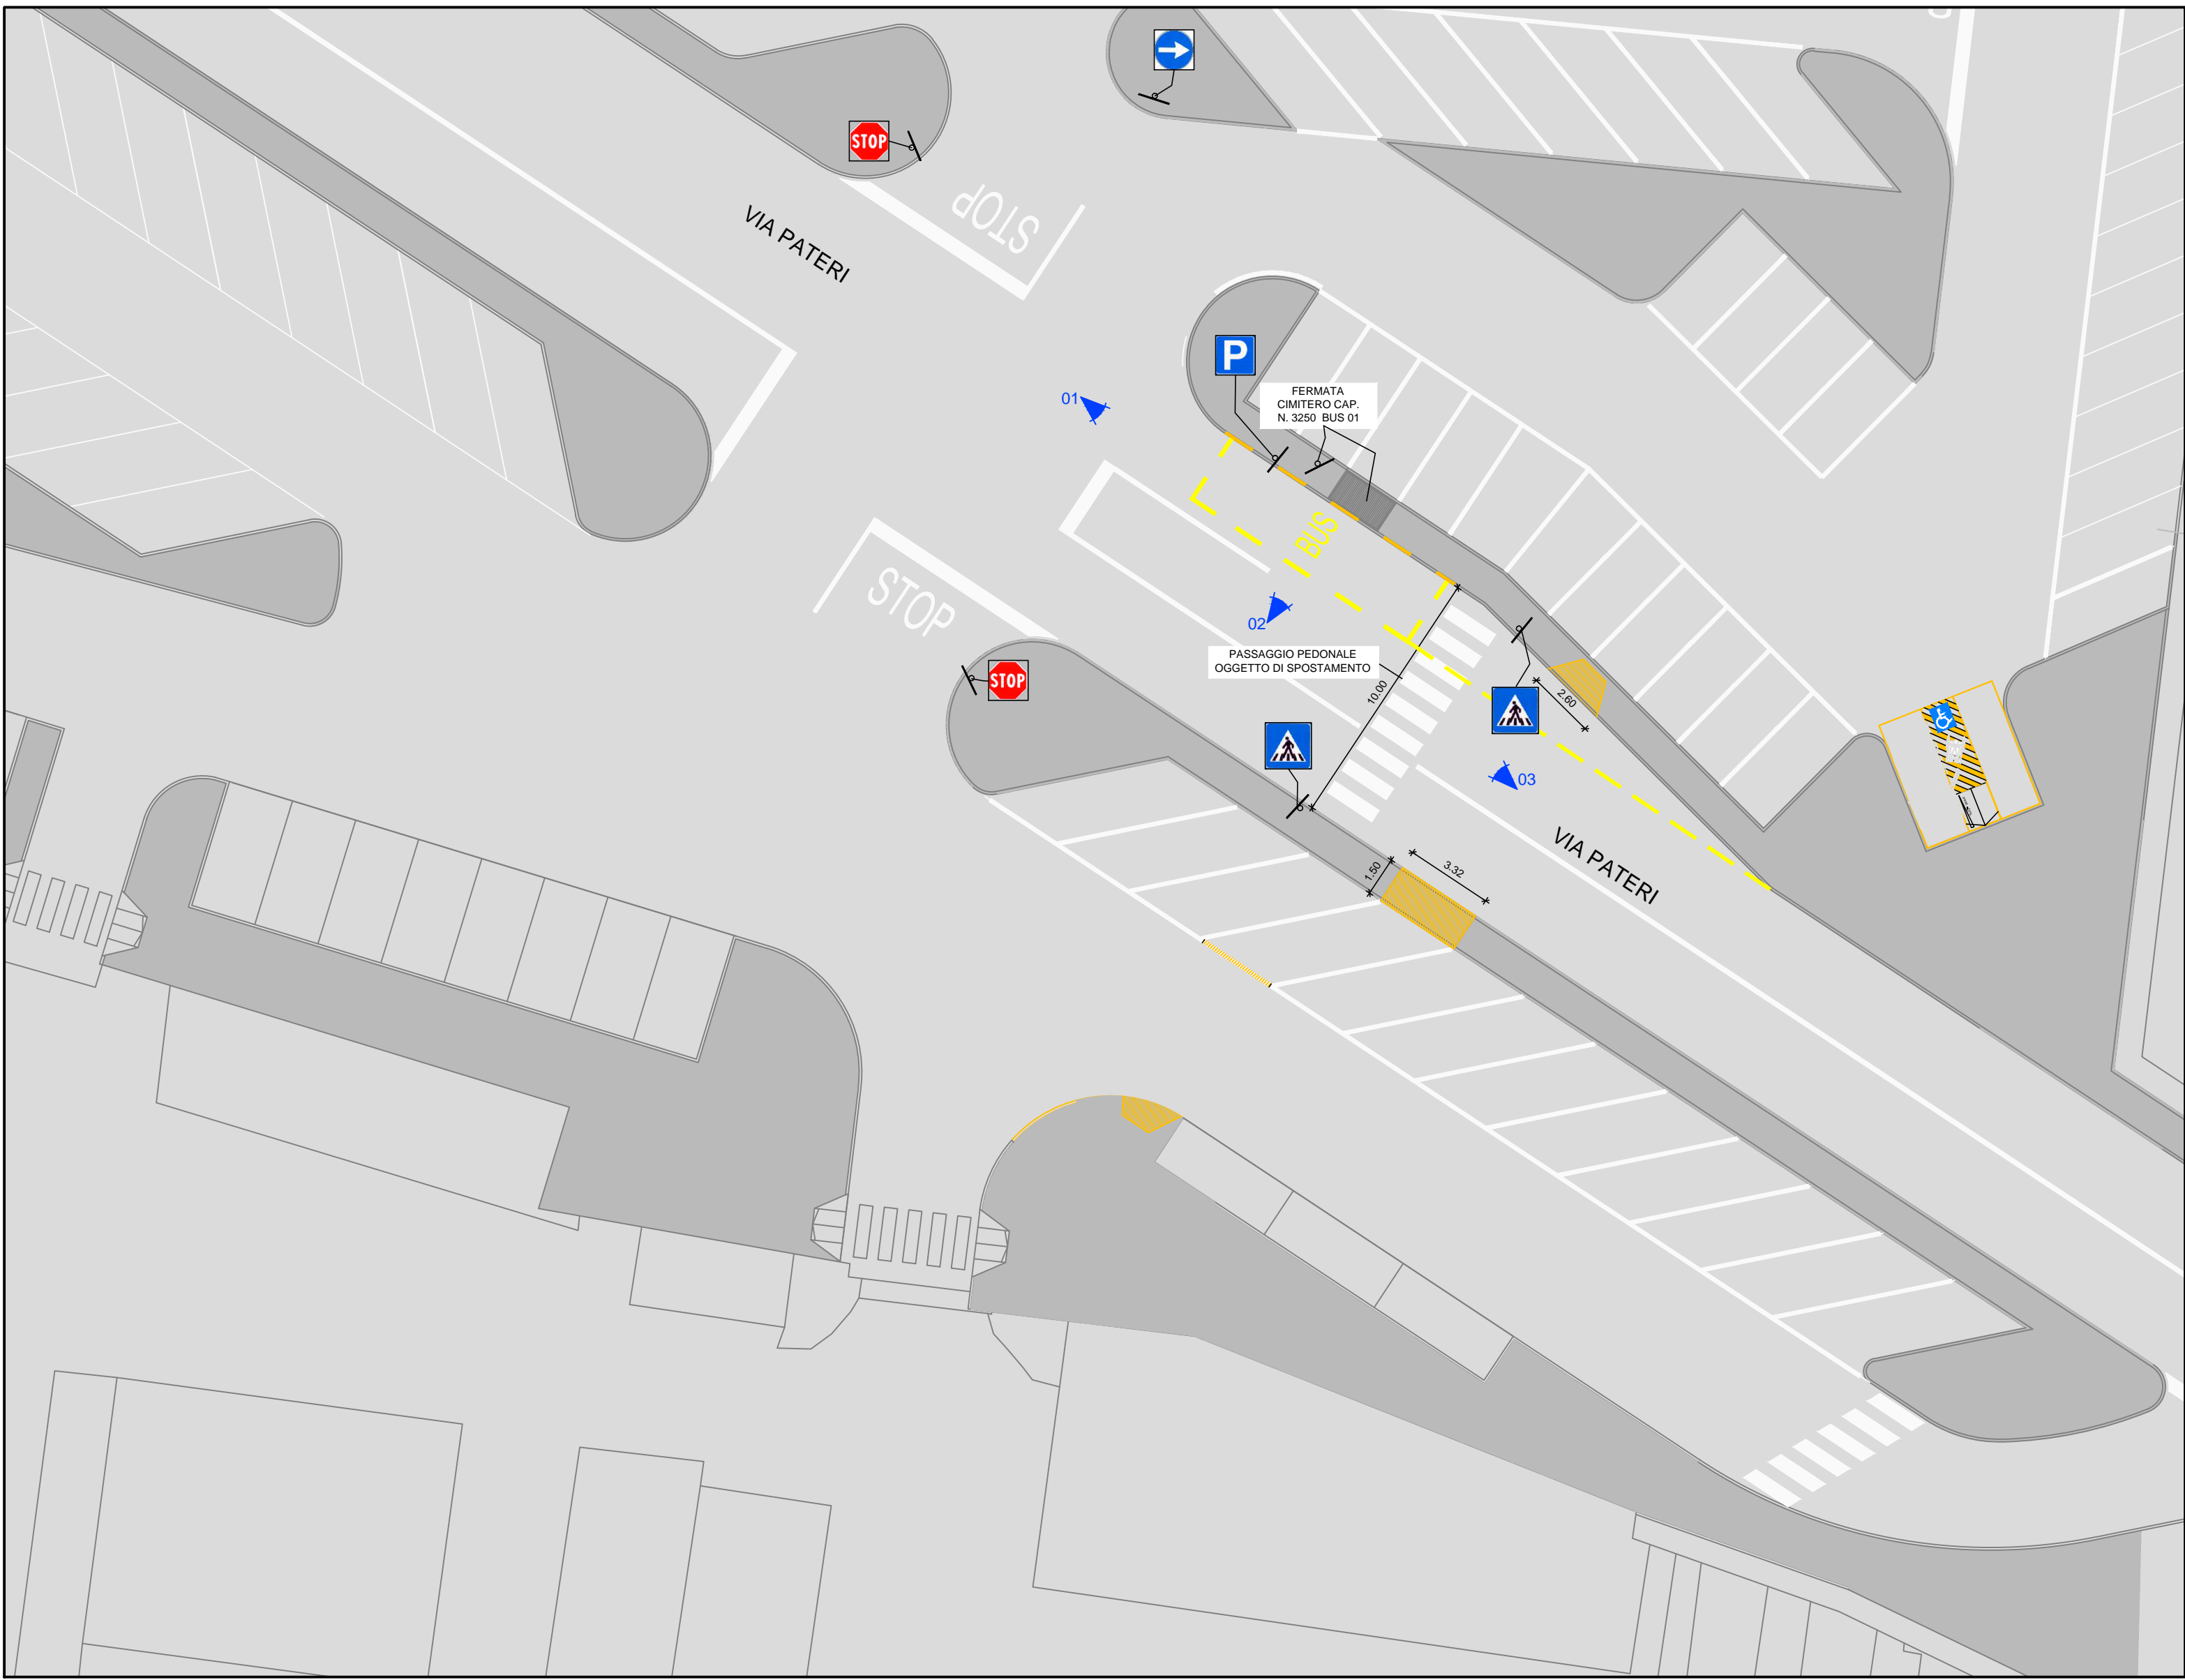 STOP
STOP
VIA PATERI
P
FERMATA
CIMITERO CAP.
N. 3250 BUS 01
01
BUS
STOP
02
PASSAGGIO PEDONALE
OGGETTO DI SPOSTAMENTO
STOP
10.00
2.60
03
VIA PATERI
1.50
3.32